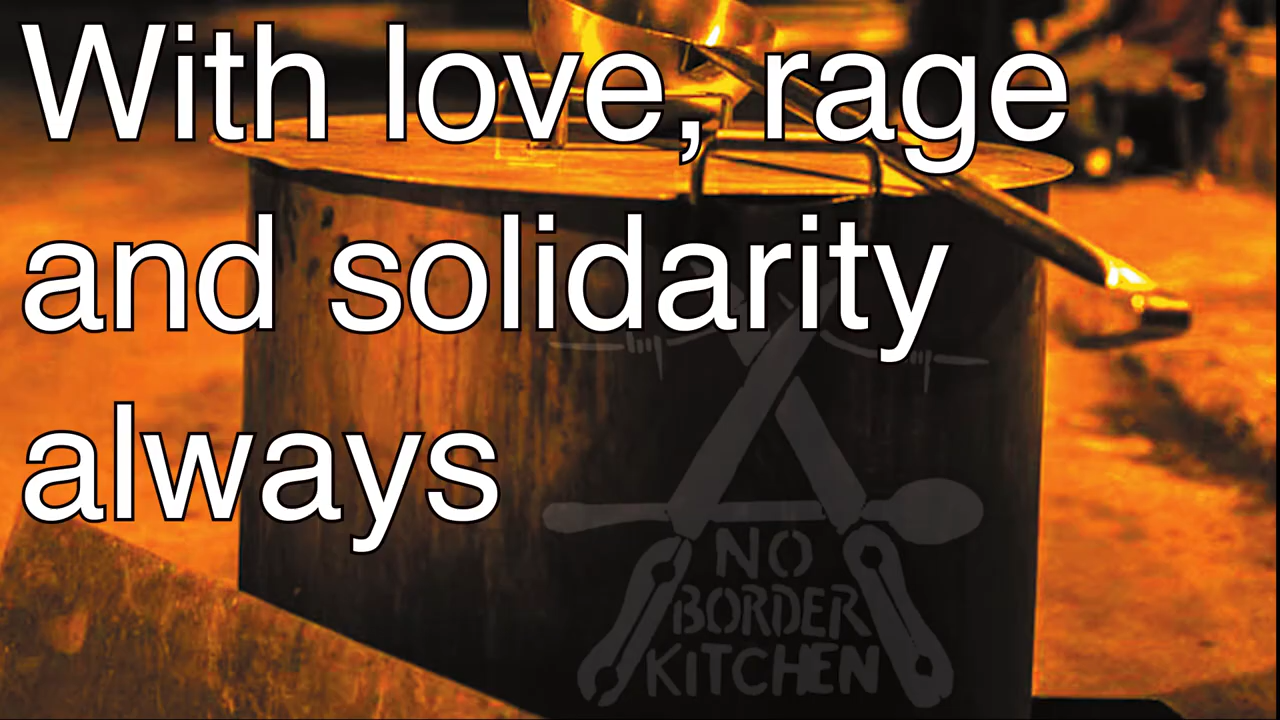 With love, rage
and solidarity
always
NO
BORDER
KITCHEN